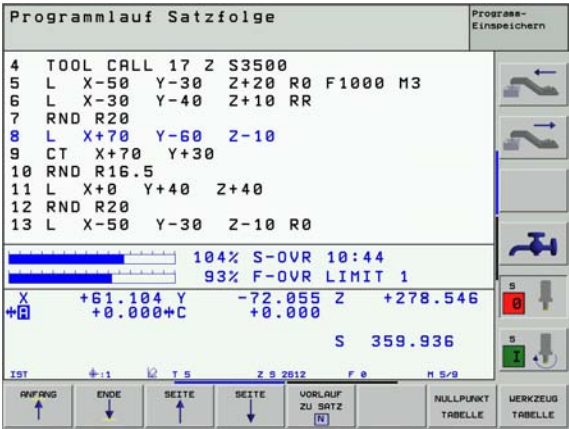 Programmlauf Satzfolge
Programm-
Einspeichern
4 TOOL CALL 17 Z S3500
5 L X-50 Y-30 Z+20 R0 F1000 M3
6 L X-30 Y-40 Z+10 RR
7 RND R20
8 L X+70 Y-60 Z-10
9 CT X+70 Y+30
10 RND R16.5
11 L X+0 Y+40 Z+40
12 RND R20
13 L X-50 Y-30 Z-10 R0
104% S-OVR 10:44
93% F-OVR LIMIT 1
X +61.104 Y -72.055 Z +278.546
A +0.000 C +0.000
S 359.936
IST :1 T 5 Z S 2612 F 0 M 5/9
S
0
S
I
ANFANG
ENDE
SEITE
SEITE
VORLAUF
ZU SATZ
N
NULLPUNKT
TABELLE
WERKZEUG
TABELLE